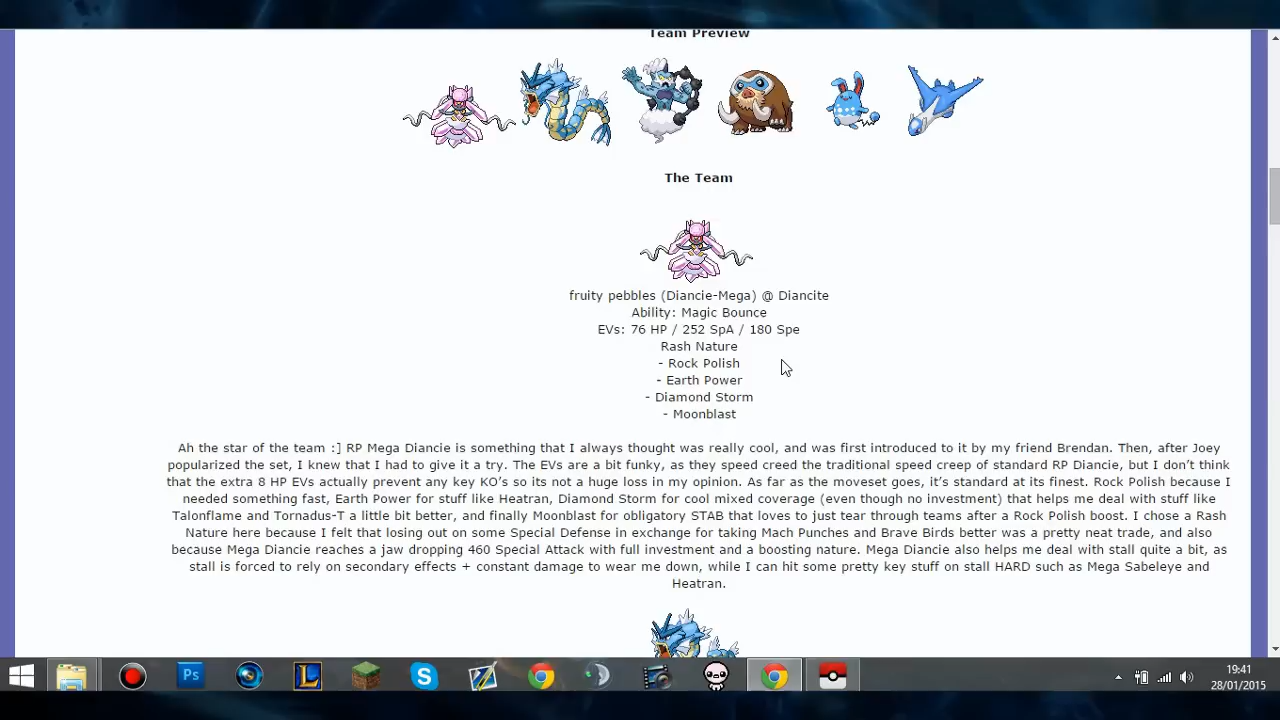 Team Preview
The Team
fruity pebbles (Diancie-Mega) @ Diancite
Ability: Magic Bounce
EVs: 76 HP / 252 SpA / 180 Spe
Rash Nature
- Rock Polish
- Earth Power
- Diamond Storm
- Moonblast
Ah the star of the team :] RP Mega Diancie is something that I always thought was really cool, and was first introduced to it by my friend Brendan. Then, after Joey
popularized the set, I knew that I had to give it a try. The EVs are a bit funky, as they speed creed the traditional speed creep of standard RP Diancie, but I don't think
that the extra 8 HP EVs actually prevent any key KO's so its not a huge loss in my opinion. As far as the moveset goes, it's standard at its finest. Rock Polish because I
needed something fast, Earth Power for stuff like Heatran, Diamond Storm for cool mixed coverage (even though no investment) that helps me deal with stuff like
Talonflame and Tornadus-T a little bit better, and finally Moonblast for obligatory STAB that loves to just tear through teams after a Rock Polish boost. I chose a Rash
Nature here because I felt that losing out on some Special Defense in exchange for taking Mach Punches and Brave Birds better was a pretty neat trade, and also
because Mega Diancie reaches a jaw dropping 460 Special Attack with full investment and a boosting nature. Mega Diancie also helps me deal with stall quite a bit, as
stall is forced to rely on secondary effects + constant damage to wear me down, while I can hit some pretty key stuff on stall HARD such as Mega Sabeleye and
Heatran.
Ps
L
S
19:41
28/01/2015